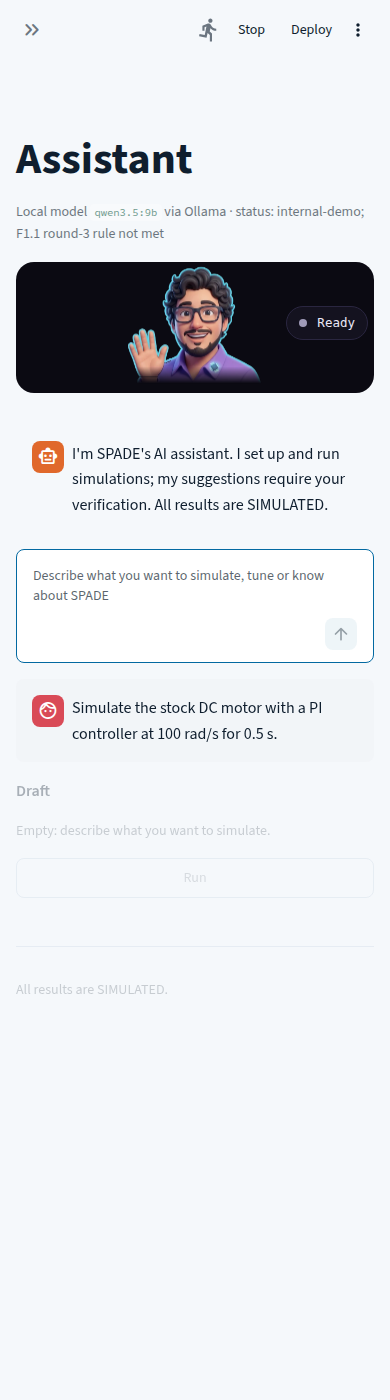 Stop
Deploy
Assistant
Local model qwen3.5:9b via Ollama · status: internal-demo;
F1.1 round-3 rule not met
Ready
I'm SPADE's AI assistant. I set up and run
simulations; my suggestions require your
verification. All results are SIMULATED.
Describe what you want to simulate, tune or know
about SPADE
Simulate the stock DC motor with a PI
controller at 100 rad/s for 0.5 s.
Draft
Empty: describe what you want to simulate.
Run
All results are SIMULATED.